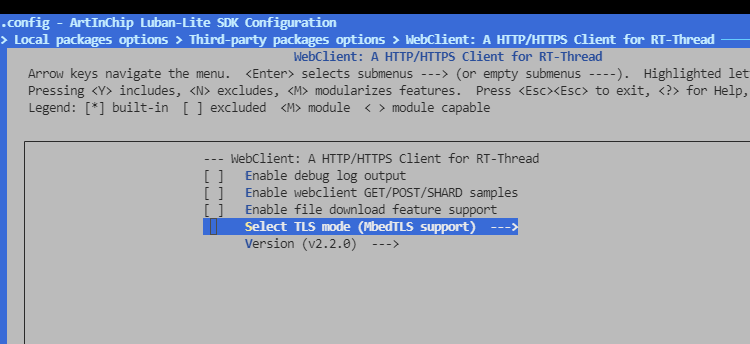 .config - ArtInChip Luban-Lite SDK Configuration
> Local packages options > Third-party packages options > WebClient: A HTTP/HTTPS Client for RT-Thread
WebClient: A HTTP/HTTPS Client for RT-Thread
Arrow keys navigate the menu.  <Enter> selects submenus ---> (or empty submenus ----).  Highlighted let
Pressing <Y> includes, <N> excludes, <M> modularizes features.  Press <Esc><Esc> to exit, <?> for Help,
Legend: [*] built-in  [ ] excluded  <M> module  < > module capable
--- WebClient: A HTTP/HTTPS Client for RT-Thread
[ ]   Enable debug log output
[ ]   Enable webclient GET/POST/SHARD samples
[ ]   Enable file download feature support
Select TLS mode (MbedTLS support)  --->
Version (v2.2.0)  --->